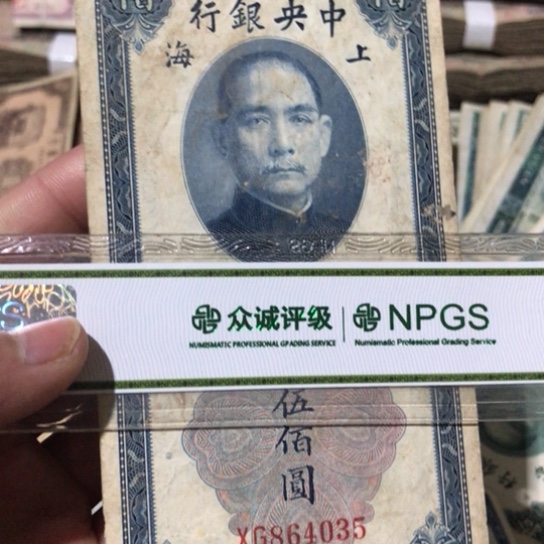 中央銀行
上海
众诚评级 NPGS
NUMISMATIC PROFESSIONAL GPADING SERVICE Numismatic Professional Grading Service
伍佰圓
XG864035